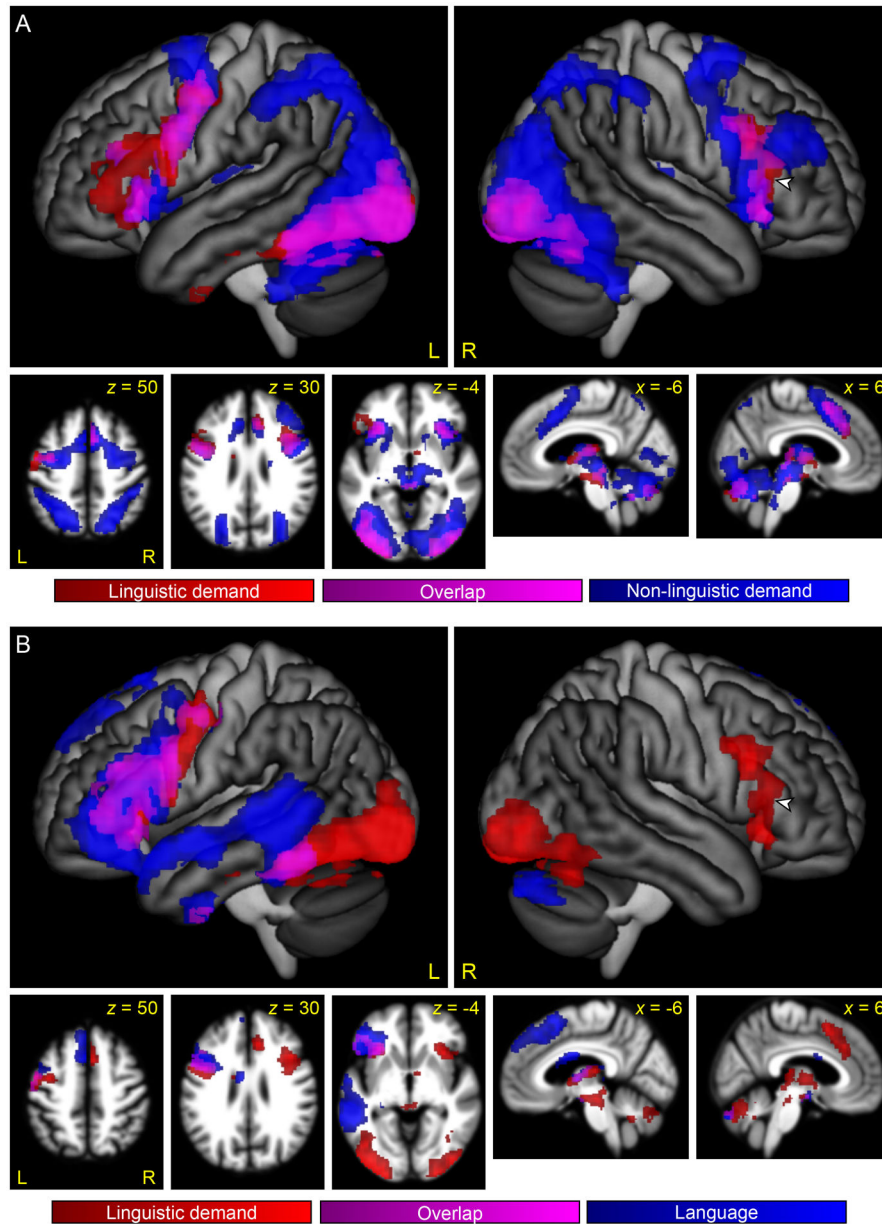 A
L
R
z = 50
z = 30
z = -4
x = -6
x = 6
L
R
Linguistic demand
Overlap
Non-linguistic demand
B
L
R
z = 50
z = 30
z = -4
x = -6
x = 6
L
R
Linguistic demand
Overlap
Language